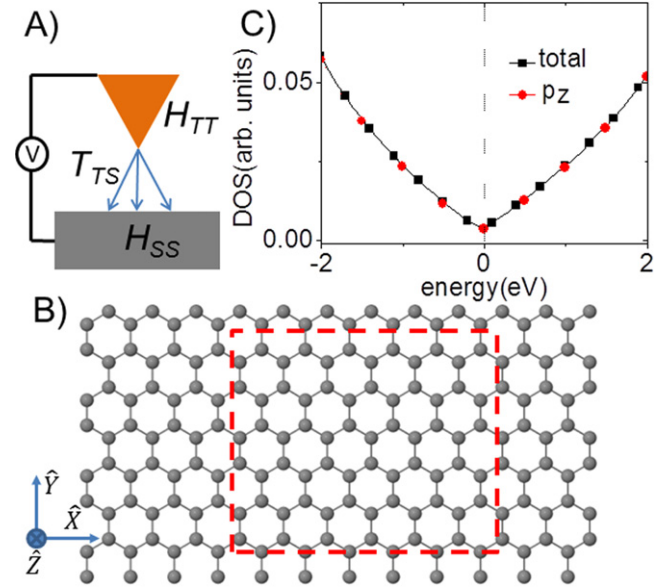 A)
V
H_TT
T_TS
H_SS
C)
DOS(arb. units)
0.05
0.00
total
p_z
-2
0
2
energy(eV)
B)
Ŷ
X̂
Ẑ